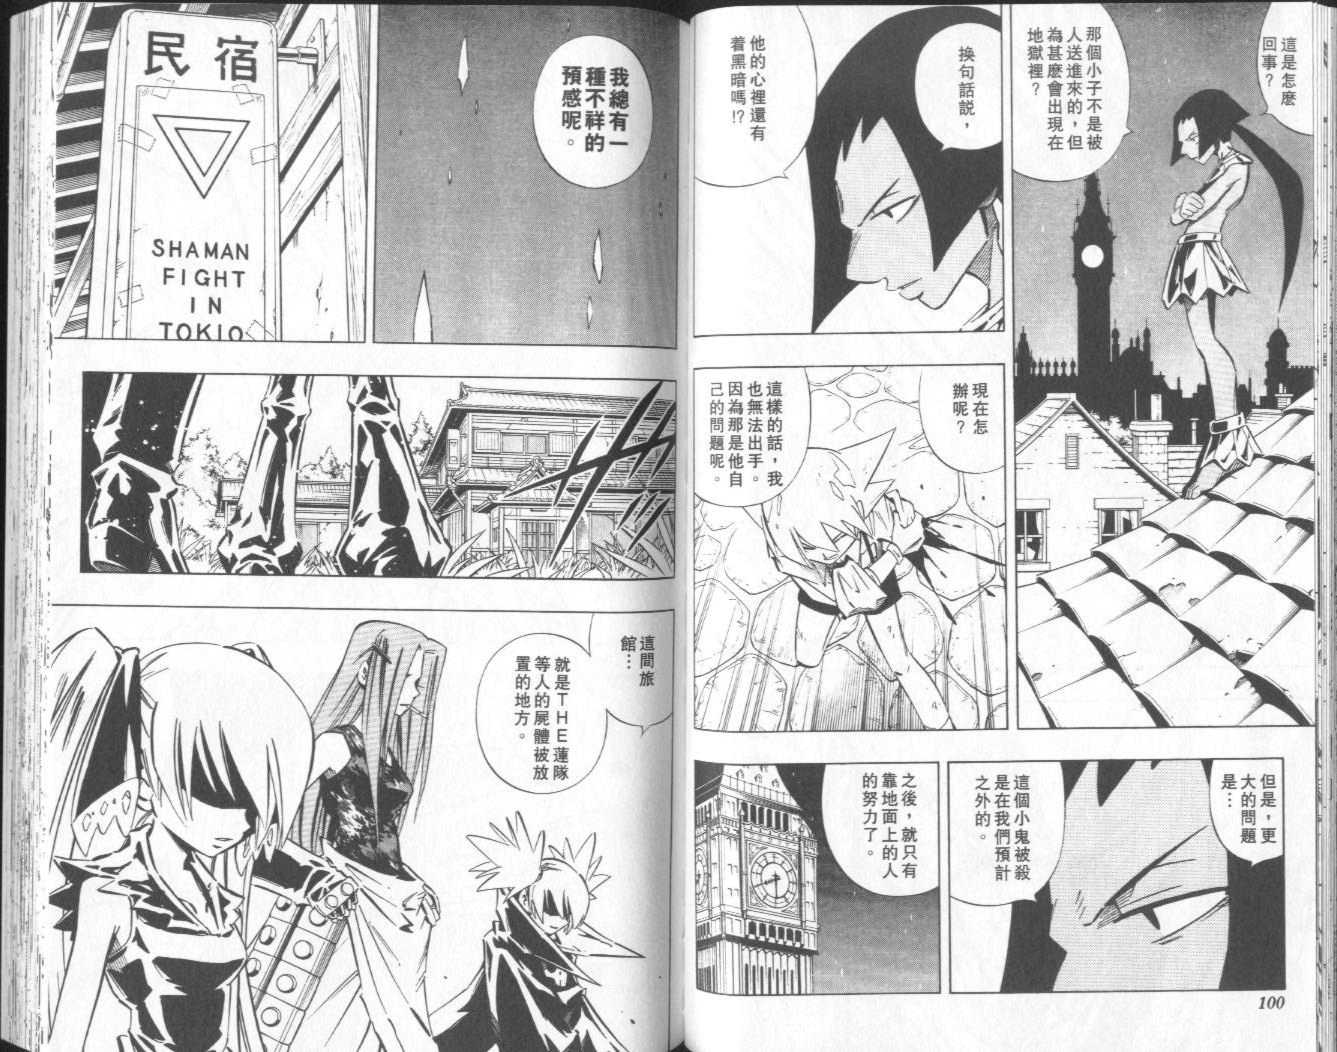 這是怎麽
回事？
那個小子不是被
人送進來的，但
為甚麽會出現在
地獄裡？
換句話説，
他的心裡還有
着黑暗嗎!?
現在怎
辦呢？
這樣的話，我
也無法出手。
因為那是他自
己的問題呢。
但是，更
大的問題
是…
這個小鬼被殺
是在我們預計
之外的。
之後，就只有
靠地面上的人
的努力了。
100
我總有一
種不祥的
預感呢。
民宿
SHAMAN
FIGHT
IN
TOKIO
這間旅
館…
就是THE蓮隊
等人的屍體被放
置的地方。